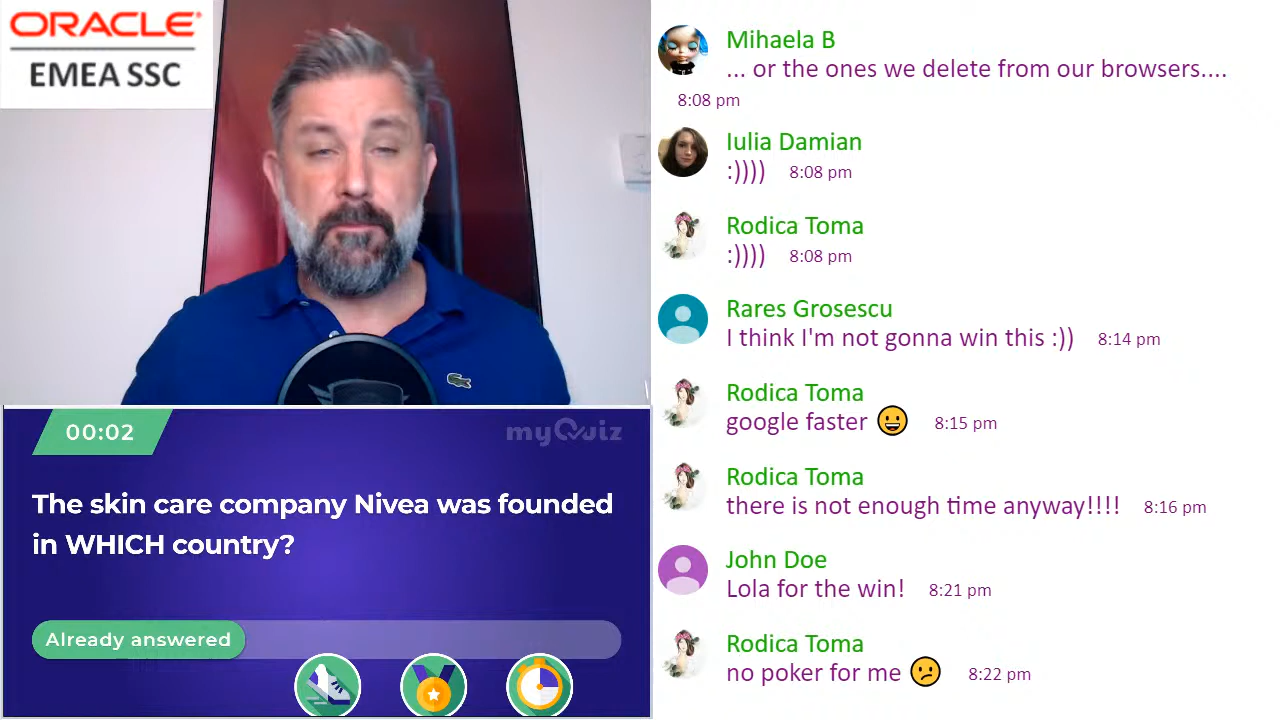 ORACLE®
EMEA SSC
00:02
myQuiz
The skin care company Nivea was founded
in WHICH country?
Already answered
Mihaela B
... or the ones we delete from our browsers....
8:08 pm
Iulia Damian
:)))) 8:08 pm
Rodica Toma
:)))) 8:08 pm
Rares Grosescu
I think I'm not gonna win this :)) 8:14 pm
Rodica Toma
google faster 😀 8:15 pm
Rodica Toma
there is not enough time anyway!!!! 8:16 pm
John Doe
Lola for the win! 8:21 pm
Rodica Toma
no poker for me 😕 8:22 pm